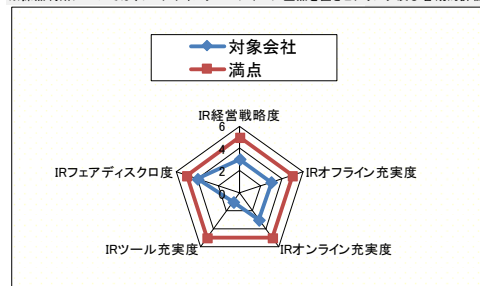 対象会社
満点
IR経営戦略度
6
4
2
0
IRフェアディスクロ度
IRオフライン充実度
IRツール充実度
IRオンライン充実度